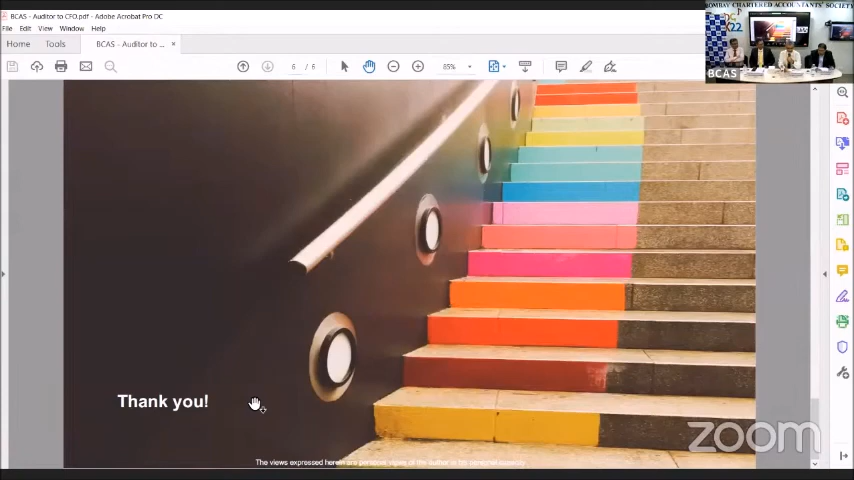 BCAS - Auditor to CFO.pdf - Adobe Acrobat Pro DC
File Edit View Window Help
Home Tools BCAS - Auditor to ... ×
6 / 6 85%
BOMBAY CHARTERED ACCOUNTANTS' SOCIETY
BCAS
Thank you!
zoom
The views expressed herein are personal views of the author in his personal capacity